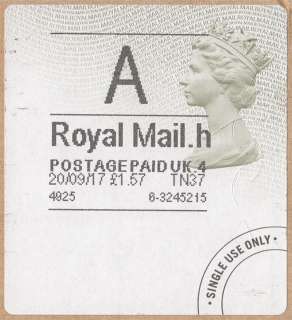 A
Royal Mail.h
POSTAGE PAID UK.4
20/09/17 £1.57 TN37
4025 6-3245215
• SINGLE USE ONLY •